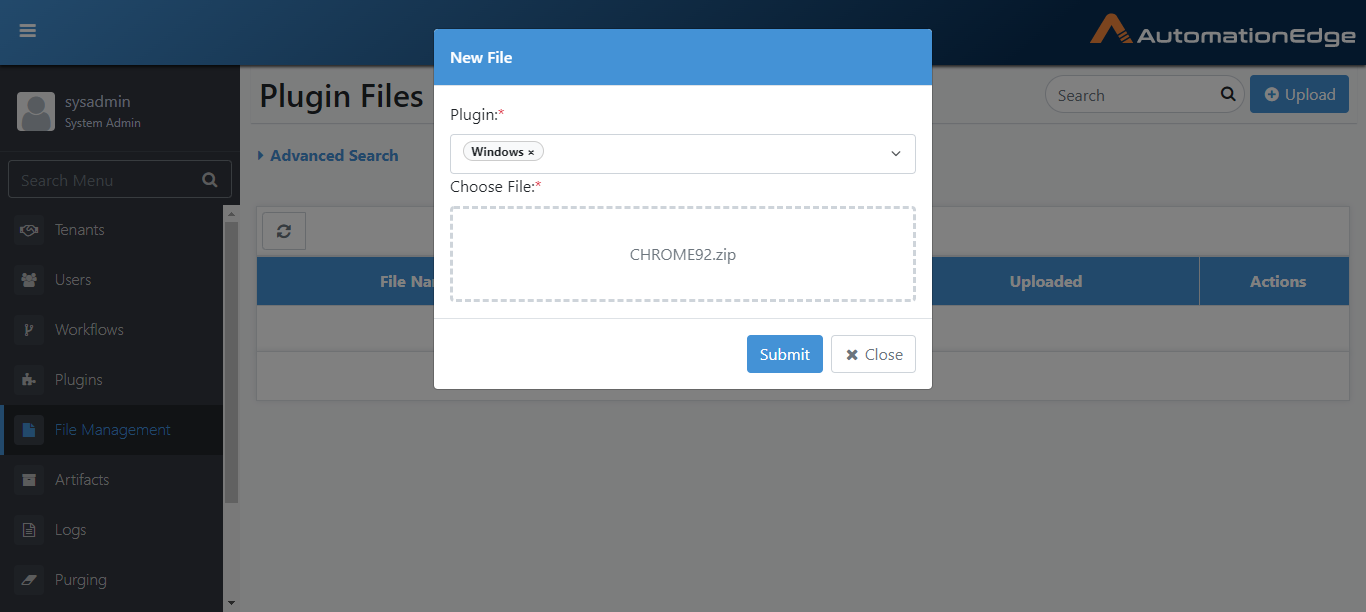 AutomationEdge
sysadmin
System Admin
Search Menu
Tenants
Users
Workflows
Plugins
File Management
Artifacts
Logs
Purging
Plugin Files
Search
Upload
Advanced Search
File Na
Uploaded
Actions
New File
Plugin:*
Windows ×
Choose File:*
CHROME92.zip
Submit
Close